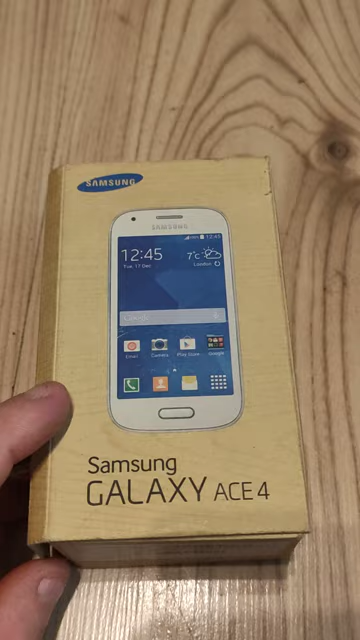 SAMSUNG
SAMSUNG
12:45
12:45
Tue, 17 Dec
7°C
London
Google
Email
Camera
Play Store
Google
Samsung
GALAXY ACE 4